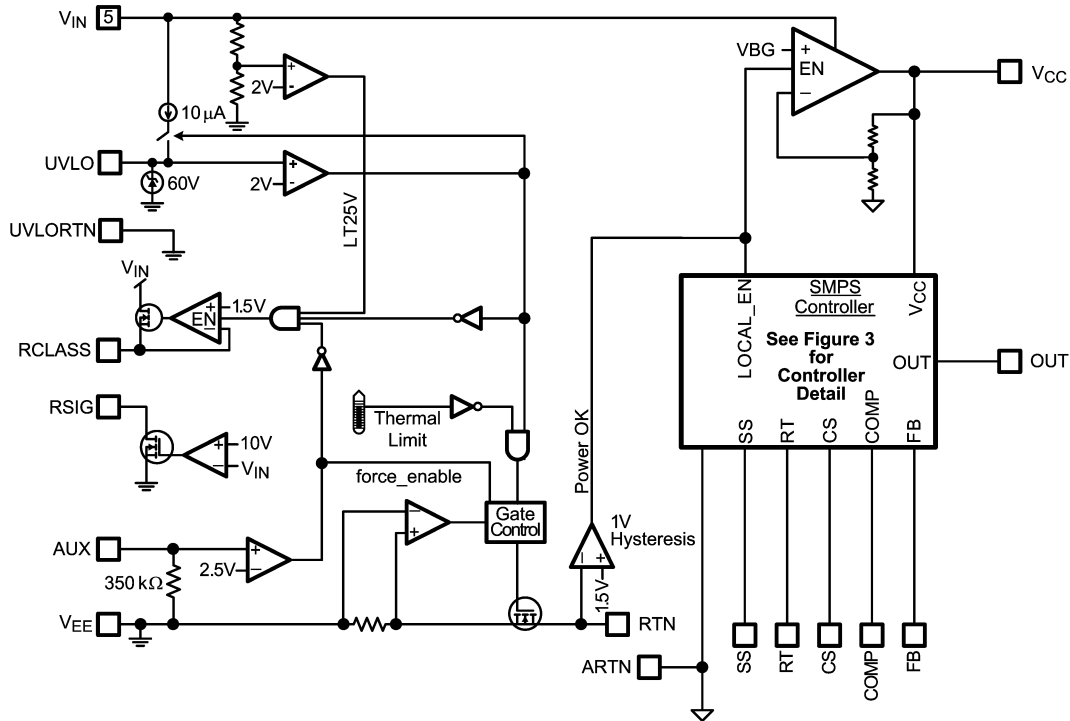 VIN
5
10 μA
2V
VBG
EN
VCC
UVLO
60V
2V
LT25V
UVLORTN
VIN
1.5V
EN
RCLASS
SMPS
Controller
See Figure 3
for
Controller
Detail
LOCAL_EN
VCC
OUT
OUT
SS
RT
CS
COMP
FB
RSIG
10V
VIN
Thermal
Limit
force_enable
Gate
Control
Power OK
1V
Hysteresis
1.5V
AUX
2.5V
350 kΩ
VEE
RTN
ARTN
SS
RT
CS
COMP
FB